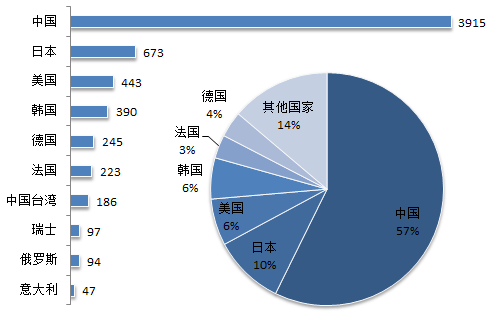 中国 3915
日本 673
美国 443
韩国 390
德国 245
法国 223
中国台湾 186
瑞士 97
俄罗斯 94
意大利 47
其他国家
14%
德国
4%
法国
3%
韩国
6%
美国
6%
日本
10%
中国
57%